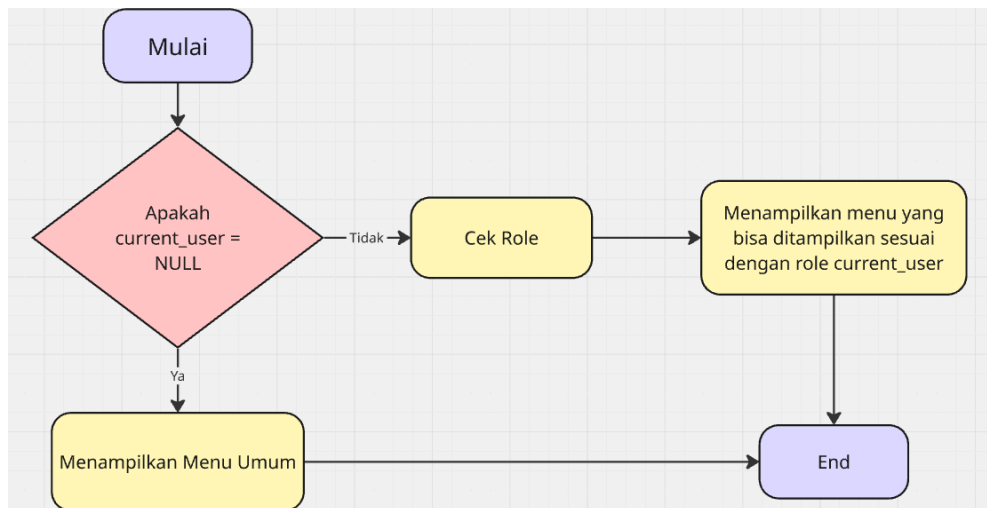 Mulai
Apakah
current_user =
NULL
Tidak
Cek Role
Menampilkan menu yang
bisa ditampilkan sesuai
dengan role current_user
Ya
Menampilkan Menu Umum
End